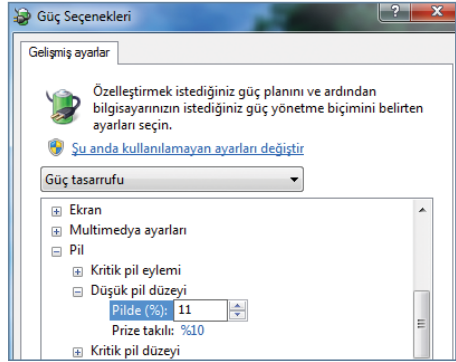 Güç Seçenekleri
Gelişmiş ayarlar
Özelleştirmek istediğiniz güç planını ve ardından
bilgisayarınızın istediğiniz güç yönetme biçimini belirten
ayarları seçin.
Şu anda kullanılamayan ayarları değiştir
Güç tasarrufu
Ekran
Multimedya ayarları
Pil
Kritik pil eylemi
Düşük pil düzeyi
Pilde (%): 11
Prize takılı: %10
Kritik pil düzeyi